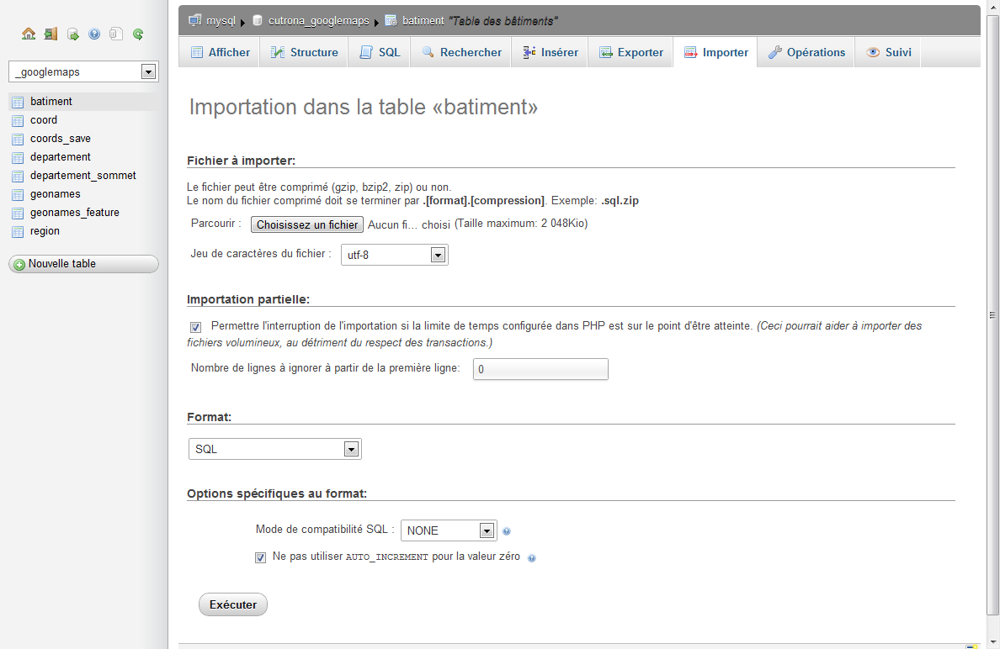 mysql cutrona_googlemaps batiment "Table des bâtiments"
Afficher Structure SQL Rechercher Insérer Exporter Importer Opérations Suivi
_googlemaps
batiment
coord
coords_save
departement
departement_sommet
geonames
geonames_feature
region
Nouvelle table
Importation dans la table «batiment»
Fichier à importer:
Le fichier peut être comprimé (gzip, bzip2, zip) ou non.
Le nom du fichier comprimé doit se terminer par .[format].[compression]. Exemple: .sql.zip
Parcourir : Choisissez un fichier Aucun fi... choisi (Taille maximum: 2 048Kio)
Jeu de caractères du fichier : utf-8
Importation partielle:
Permettre l'interruption de l'importation si la limite de temps configurée dans PHP est sur le point d'être atteinte. (Ceci pourrait aider à importer des
fichiers volumineux, au détriment du respect des transactions.)
Nombre de lignes à ignorer à partir de la première ligne: 0
Format:
SQL
Options spécifiques au format:
Mode de compatibilité SQL : NONE
Ne pas utiliser AUTO_INCREMENT pour la valeur zéro
Exécuter